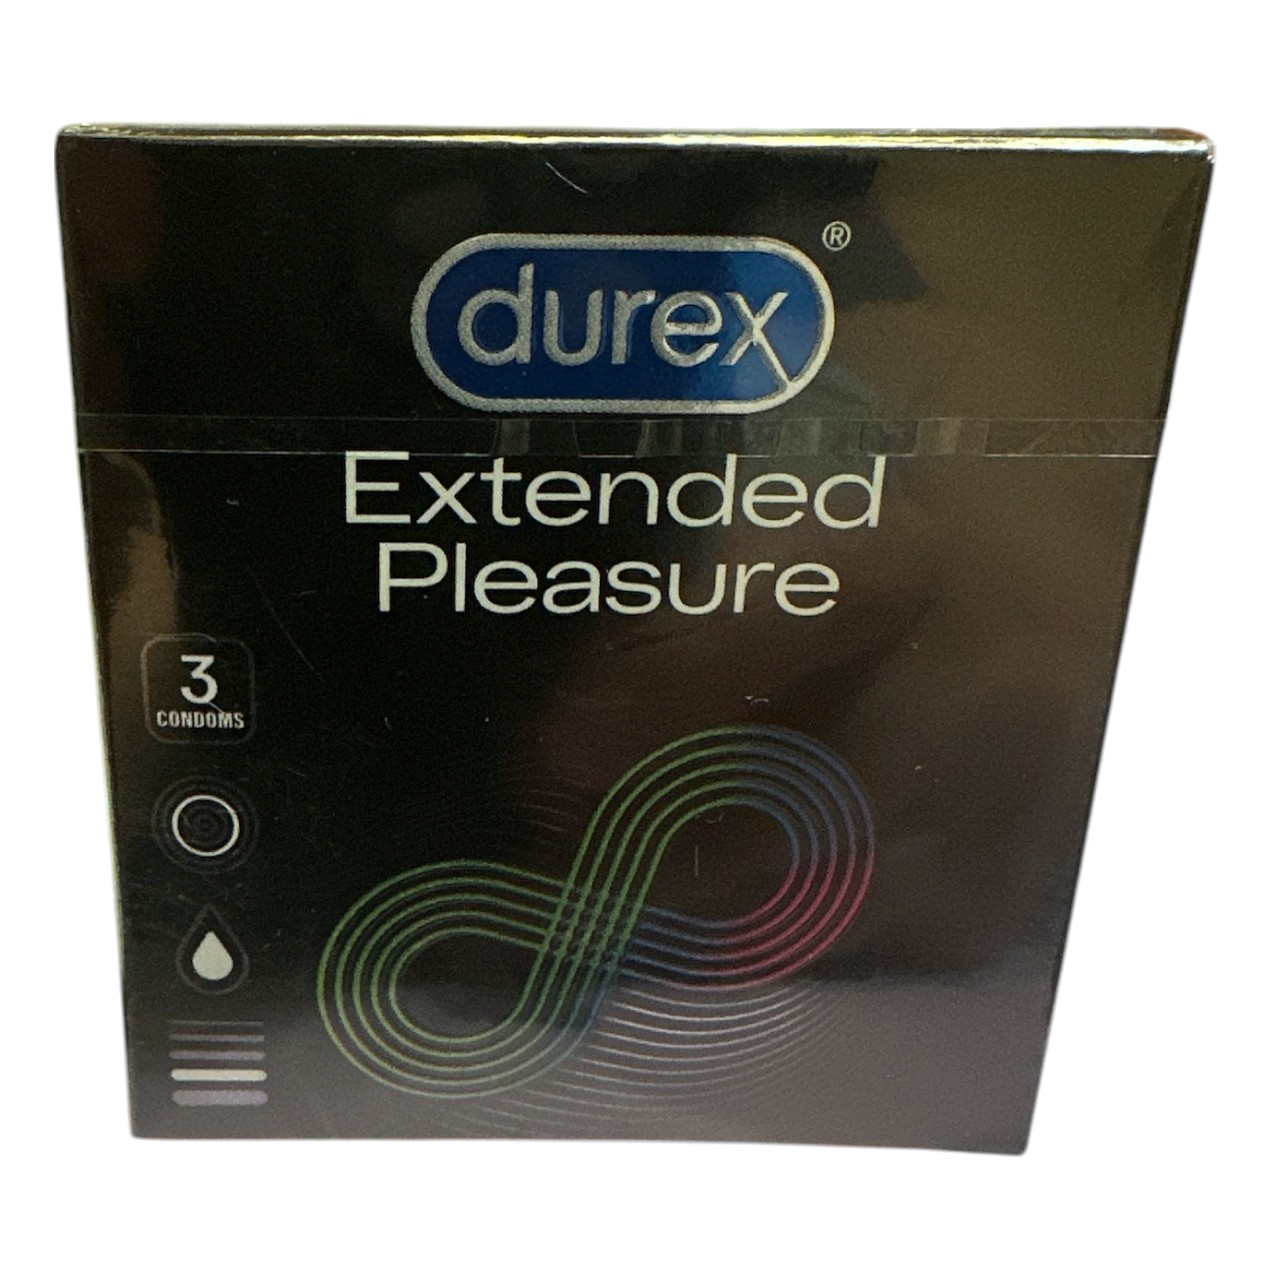 durex®
Extended
Pleasure
3
CONDOMS